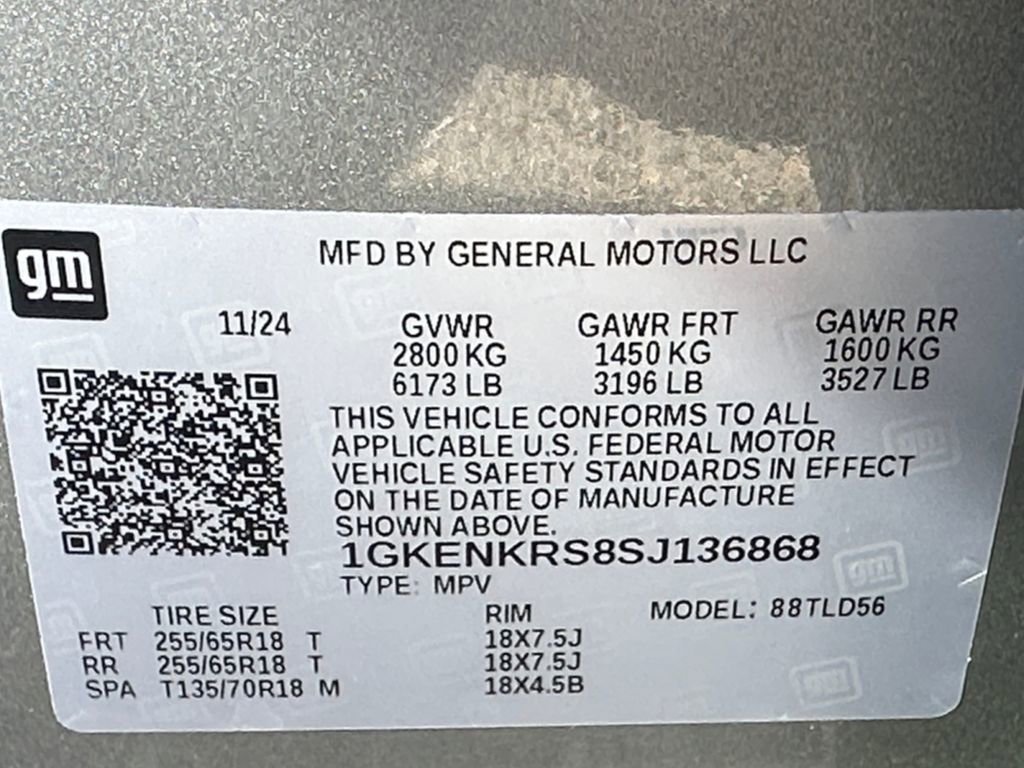 gm
MFD BY GENERAL MOTORS LLC
11/24 GVWR GAWR FRT GAWR RR
2800 KG 1450 KG 1600 KG
6173 LB 3196 LB 3527 LB
THIS VEHICLE CONFORMS TO ALL
APPLICABLE U.S. FEDERAL MOTOR
VEHICLE SAFETY STANDARDS IN EFFECT
ON THE DATE OF MANUFACTURE
SHOWN ABOVE.
1GKENKRS8SJ136868
TYPE: MPV
TIRE SIZE RIM MODEL: 88TLD56
FRT 255/65R18 T 18X7.5J
RR 255/65R18 T 18X7.5J
SPA T135/70R18 M 18X4.5B